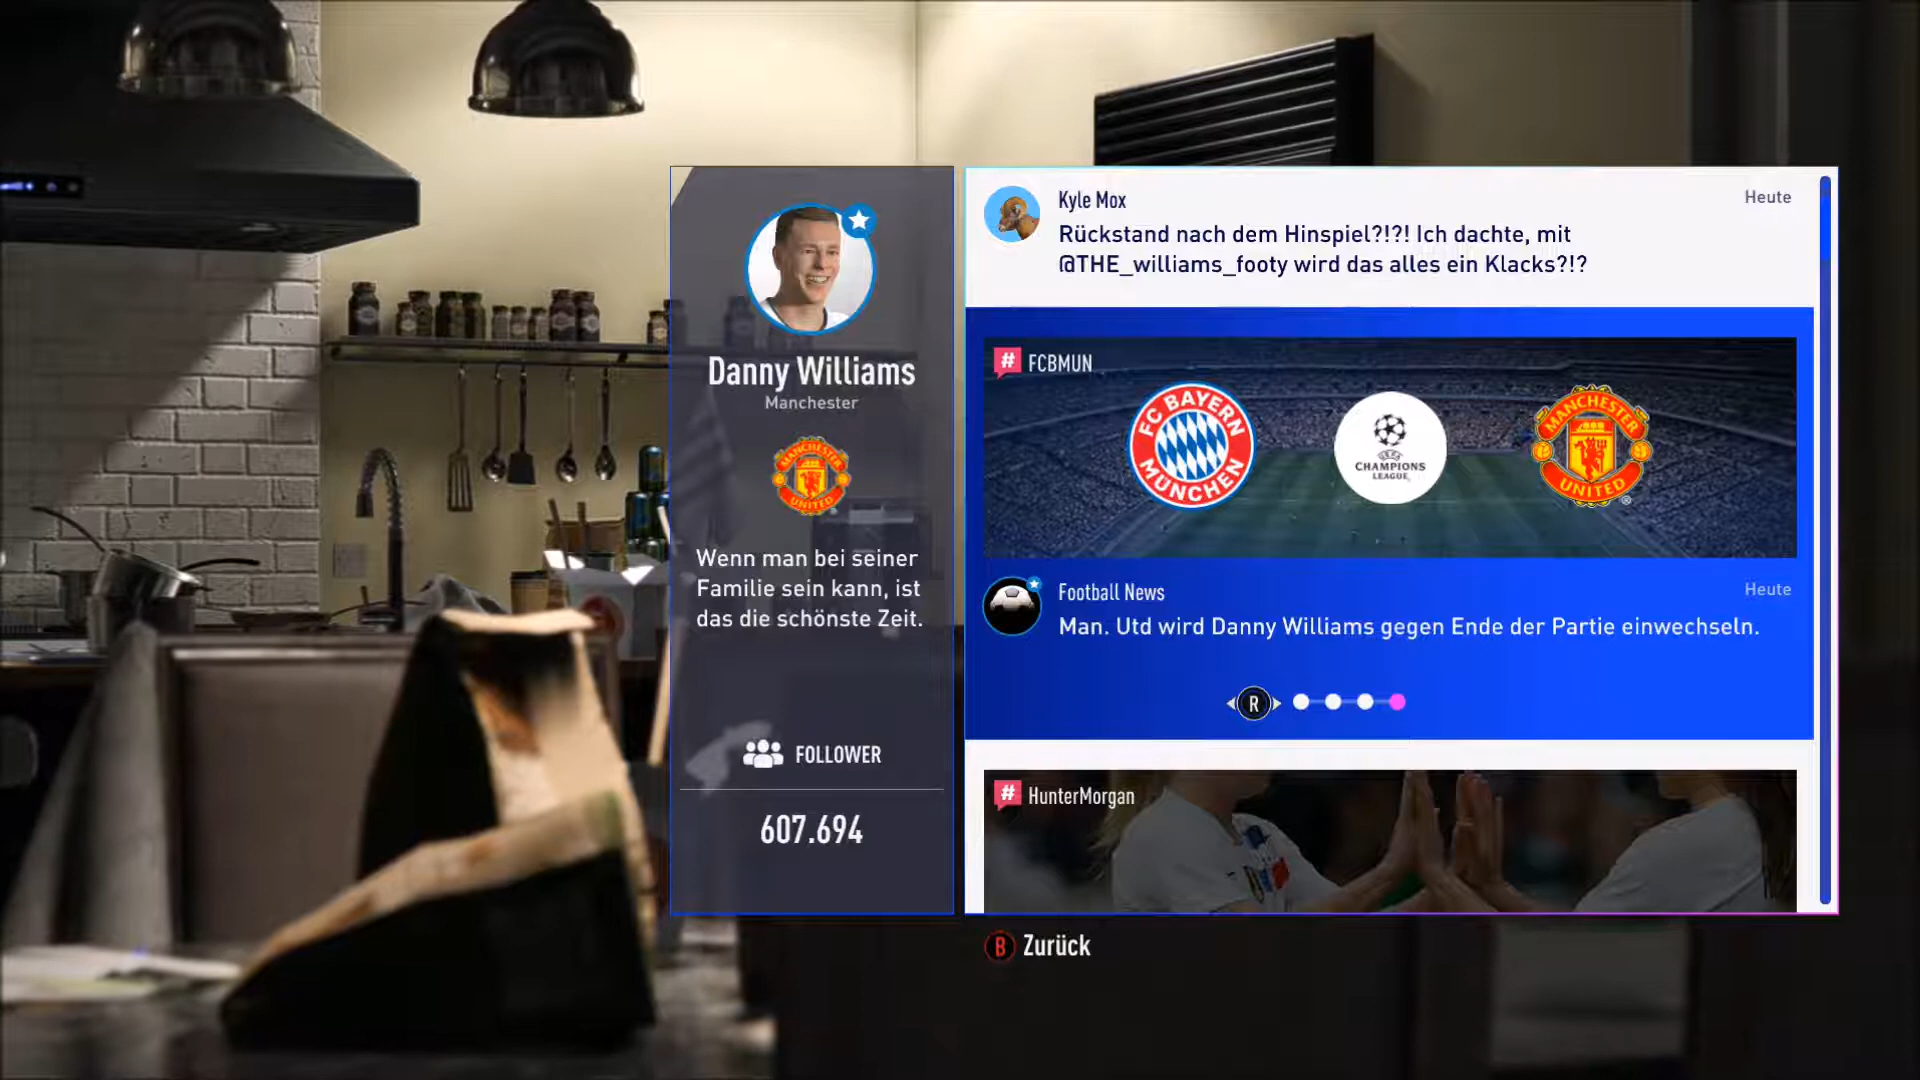 Danny Williams
Manchester
MANCHESTER
UNITED
Wenn man bei seiner
Familie sein kann, ist
das die schönste Zeit.
FOLLOWER
607.694
Kyle Mox
Heute
Rückstand nach dem Hinspiel?!?! Ich dachte, mit
@THE_williams_footy wird das alles ein Klacks?!?
# FCBMUN
FC BAYERN
MÜNCHEN
UEFA
CHAMPIONS
LEAGUE
MANCHESTER
UNITED
Football News
Heute
Man. Utd wird Danny Williams gegen Ende der Partie einwechseln.
R
# HunterMorgan
B Zurück